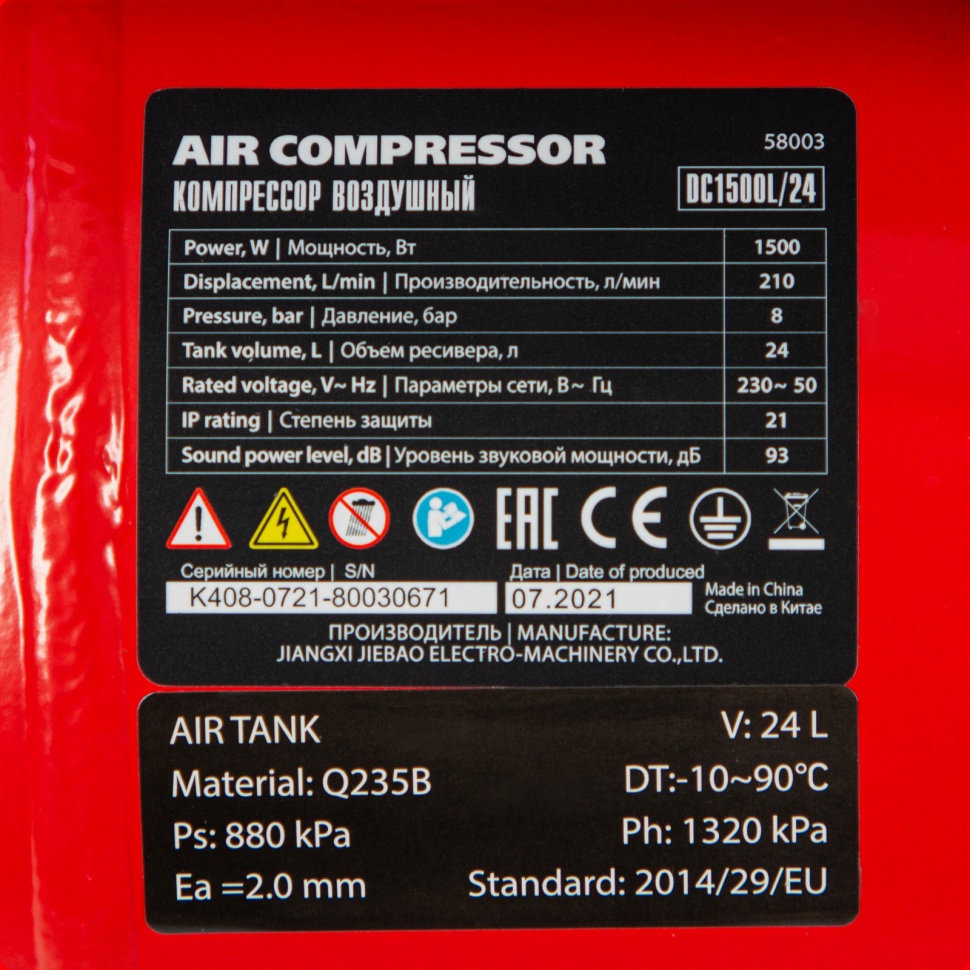 AIR COMPRESSOR
58003
КОМПРЕССОР ВОЗДУШНЫЙ
DC1500L/24
Power, W | Мощность, Вт 1500
Displacement, L/min | Производительность, л/мин 210
Pressure, bar | Давление, бар 8
Tank volume, L | Объем ресивера, л 24
Rated voltage, V~ Hz | Параметры сети, В~ Гц 230~ 50
IP rating | Степень защиты 21
Sound power level, dB | Уровень звуковой мощности, дБ 93
EAC CE
Серийный номер | S/N
Дата | Date of produced
K408-0721-80030671
07.2021
Made in China
Сделано в Китае
ПРОИЗВОДИТЕЛЬ | MANUFACTURE:
JIANGXI JIEBAO ELECTRO-MACHINERY CO.,LTD.
AIR TANK V: 24 L
Material: Q235B DT:-10~90°C
Ps: 880 kPa Ph: 1320 kPa
Ea =2.0 mm Standard: 2014/29/EU